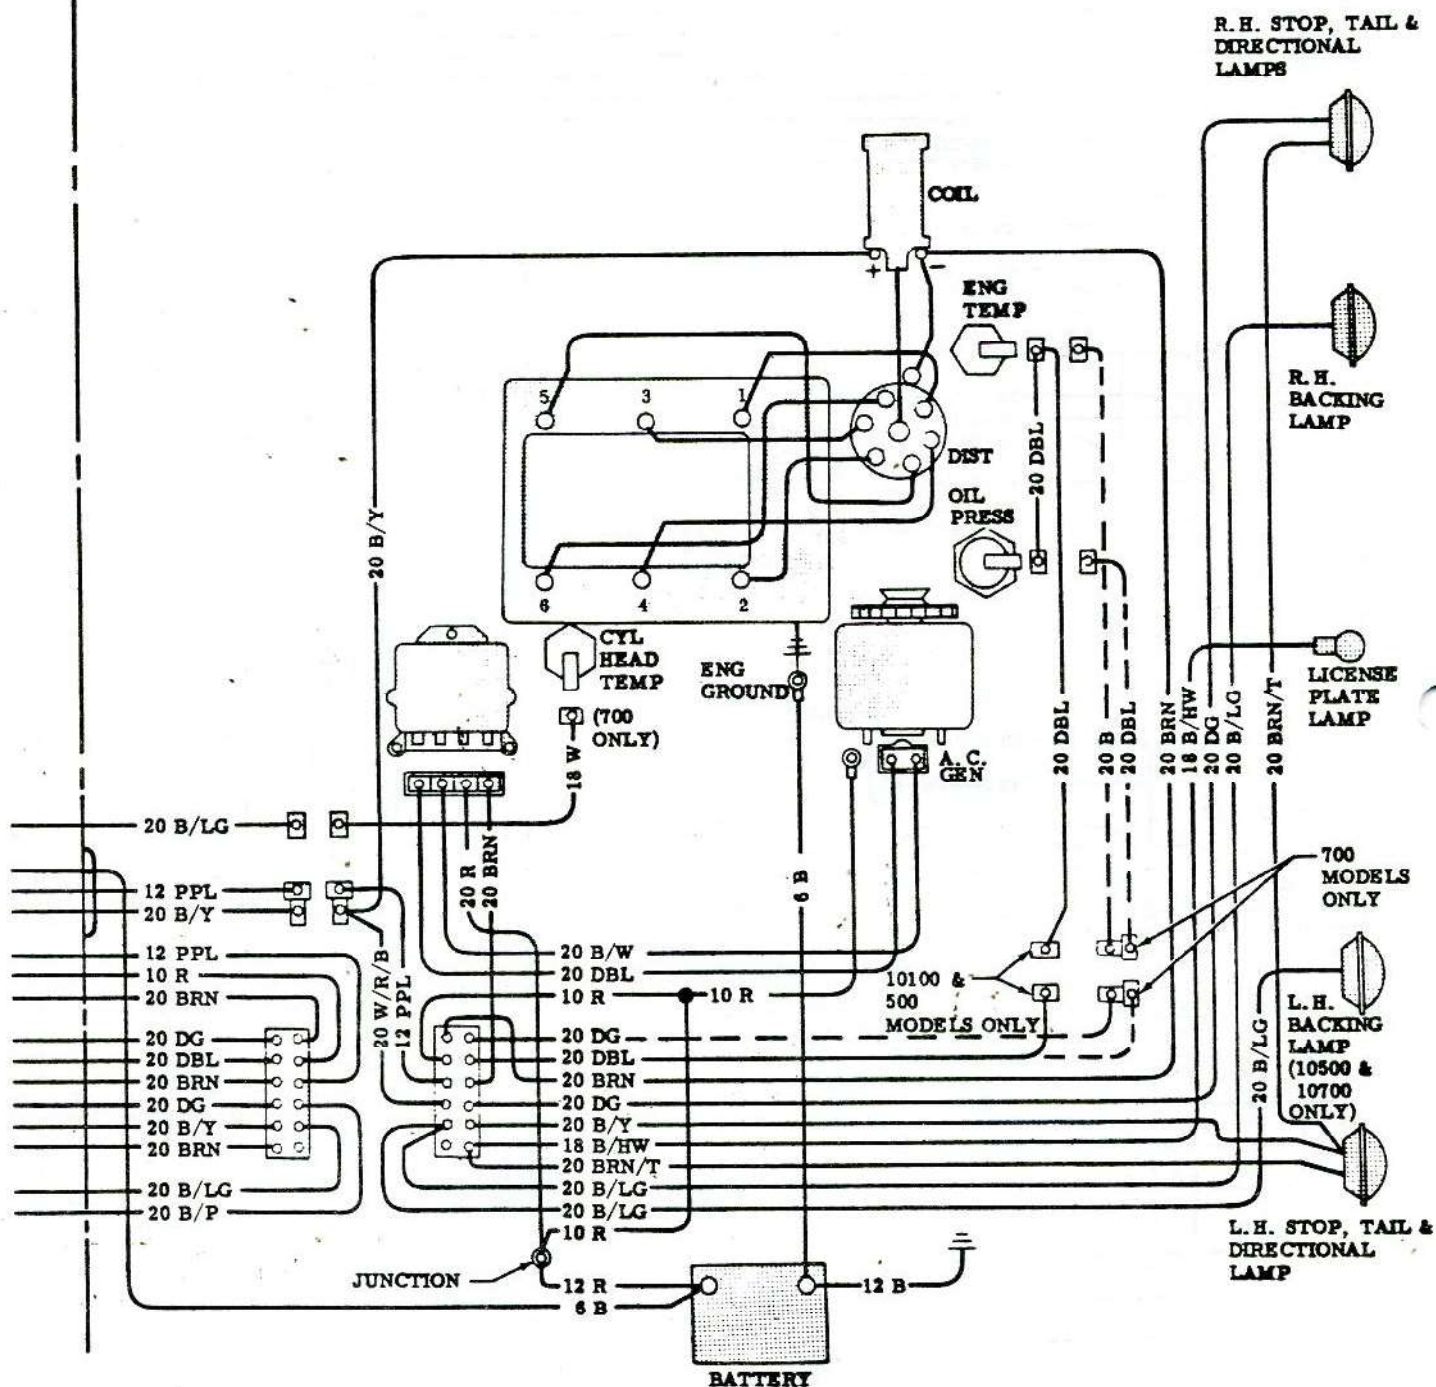 R.H. STOP, TAIL &
DIRECTIONAL
LAMPS
COIL
+
−
ENG
TEMP
R.H.
BACKING
LAMP
5
3
1
DIST
OIL
PRESS
20 DBL
20 B/Y
6
4
2
CYL
HEAD
TEMP
(700
ONLY)
ENG
GROUND
A.C.
GEN
LICENSE
PLATE
LAMP
18 W
20 DBL
20 B
20 DBL
20 BRN
18 B/HW
20 DG
20 B/LG
20 BRN/T
20 B/LG
20 R
20 BRN
6 B
700
MODELS
ONLY
12 PPL
20 B/Y
12 PPL
10 R
20 BRN
20 DG
20 DBL
20 BRN
20 DG
20 B/Y
20 BRN
20 B/LG
20 B/P
20 W/R/B
12 PPL
20 B/W
20 DBL
10 R
10 R
10100 &
500
MODELS ONLY
20 DG
20 DBL
20 BRN
20 DG
20 B/Y
18 B/HW
20 BRN/T
20 B/LG
20 B/LG
10 R
20 B/LG
L.H.
BACKING
LAMP
(10500 &
10700
ONLY)
L.H. STOP, TAIL &
DIRECTIONAL
LAMP
JUNCTION
12 R
6 B
12 B
BATTERY